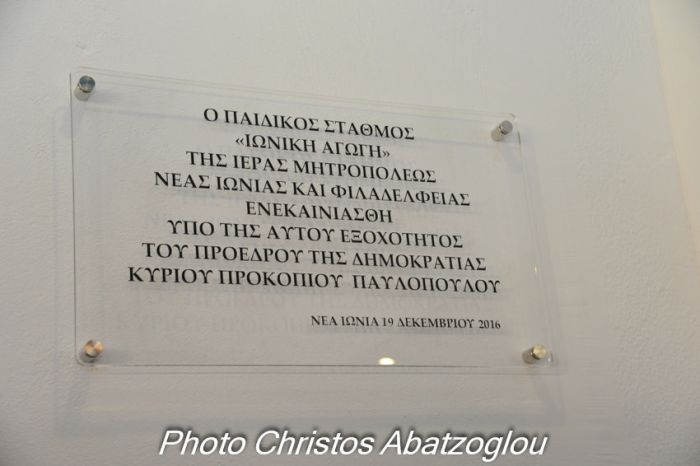 Ο ΠΑΙΔΙΚΟΣ ΣΤΑΘΜΟΣ
«ΙΩΝΙΚΗ ΑΓΩΓΗ»
ΤΗΣ ΙΕΡΑΣ ΜΗΤΡΟΠΟΛΕΩΣ
ΝΕΑΣ ΙΩΝΙΑΣ ΚΑΙ ΦΙΛΑΔΕΛΦΕΙΑΣ
ΕΝΕΚΑΙΝΙΑΣΘΗ
ΥΠΟ ΤΗΣ ΑΥΤΟΥ ΕΞΟΧΟΤΗΤΟΣ
ΤΟΥ ΠΡΟΕΔΡΟΥ ΤΗΣ ΔΗΜΟΚΡΑΤΙΑΣ
ΚΥΡΙΟΥ ΠΡΟΚΟΠΙΟΥ ΠΑΥΛΟΠΟΥΛΟΥ
ΝΕΑ ΙΩΝΙΑ 19 ΔΕΚΕΜΒΡΙΟΥ 2016
Photo Christos Abatzoglou